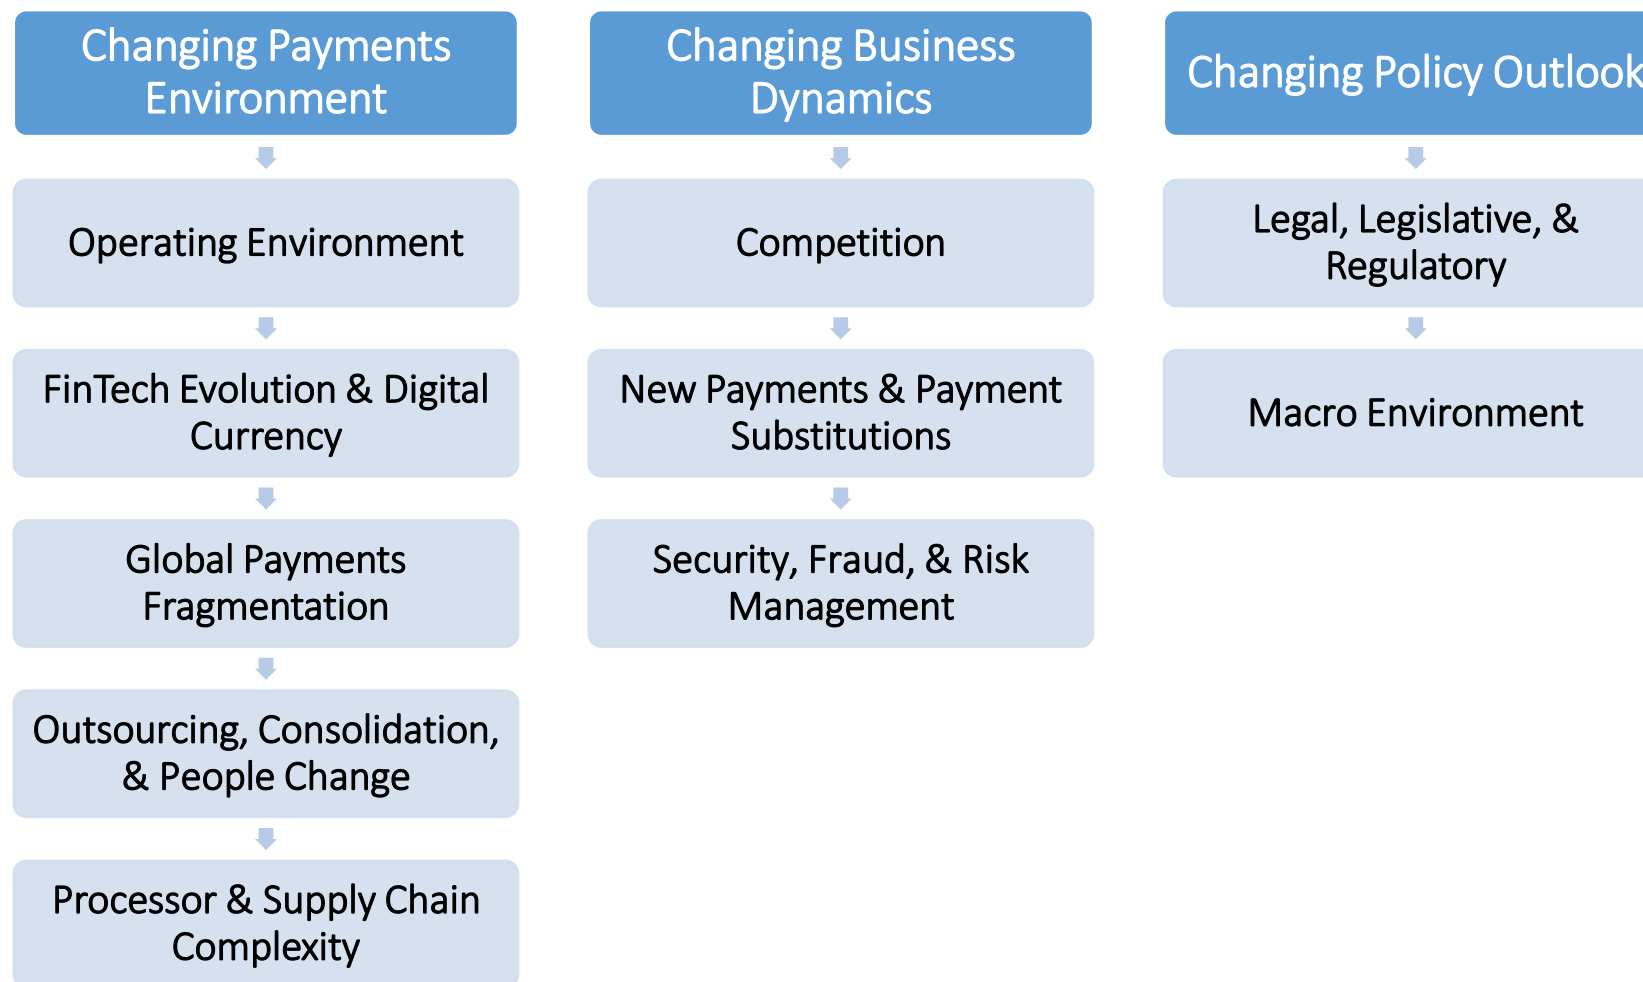 Changing Payments
Environment
Operating Environment
FinTech Evolution & Digital
Currency
Global Payments
Fragmentation
Outsourcing, Consolidation,
& People Change
Processor & Supply Chain
Complexity
Changing Business
Dynamics
Competition
New Payments & Payment
Substitutions
Security, Fraud, & Risk
Management
Changing Policy Outlook
Legal, Legislative, &
Regulatory
Macro Environment